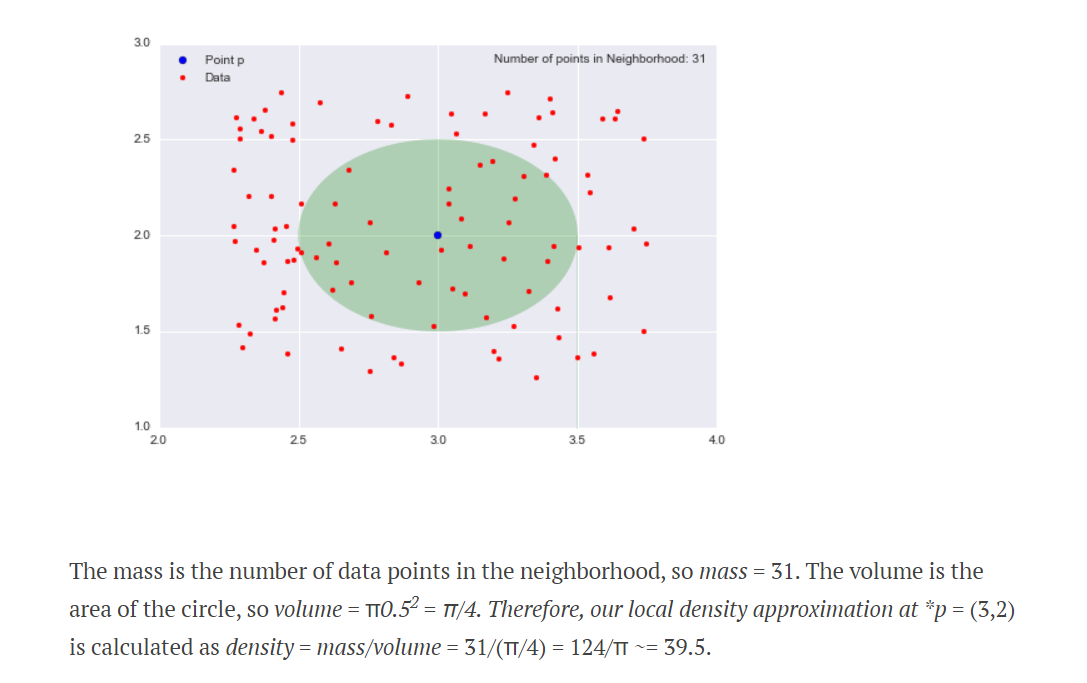 3.0
Point p
Number of points in Neighborhood: 31
Data
2.5
2.0
1.5
1.0
2.0 2.5 3.0 3.5 4.0
The mass is the number of data points in the neighborhood, so mass = 31. The volume is the
area of the circle, so volume = π0.5² = π/4. Therefore, our local density approximation at *p = (3,2)
is calculated as density = mass/volume = 31/(π/4) = 124/π ~= 39.5.